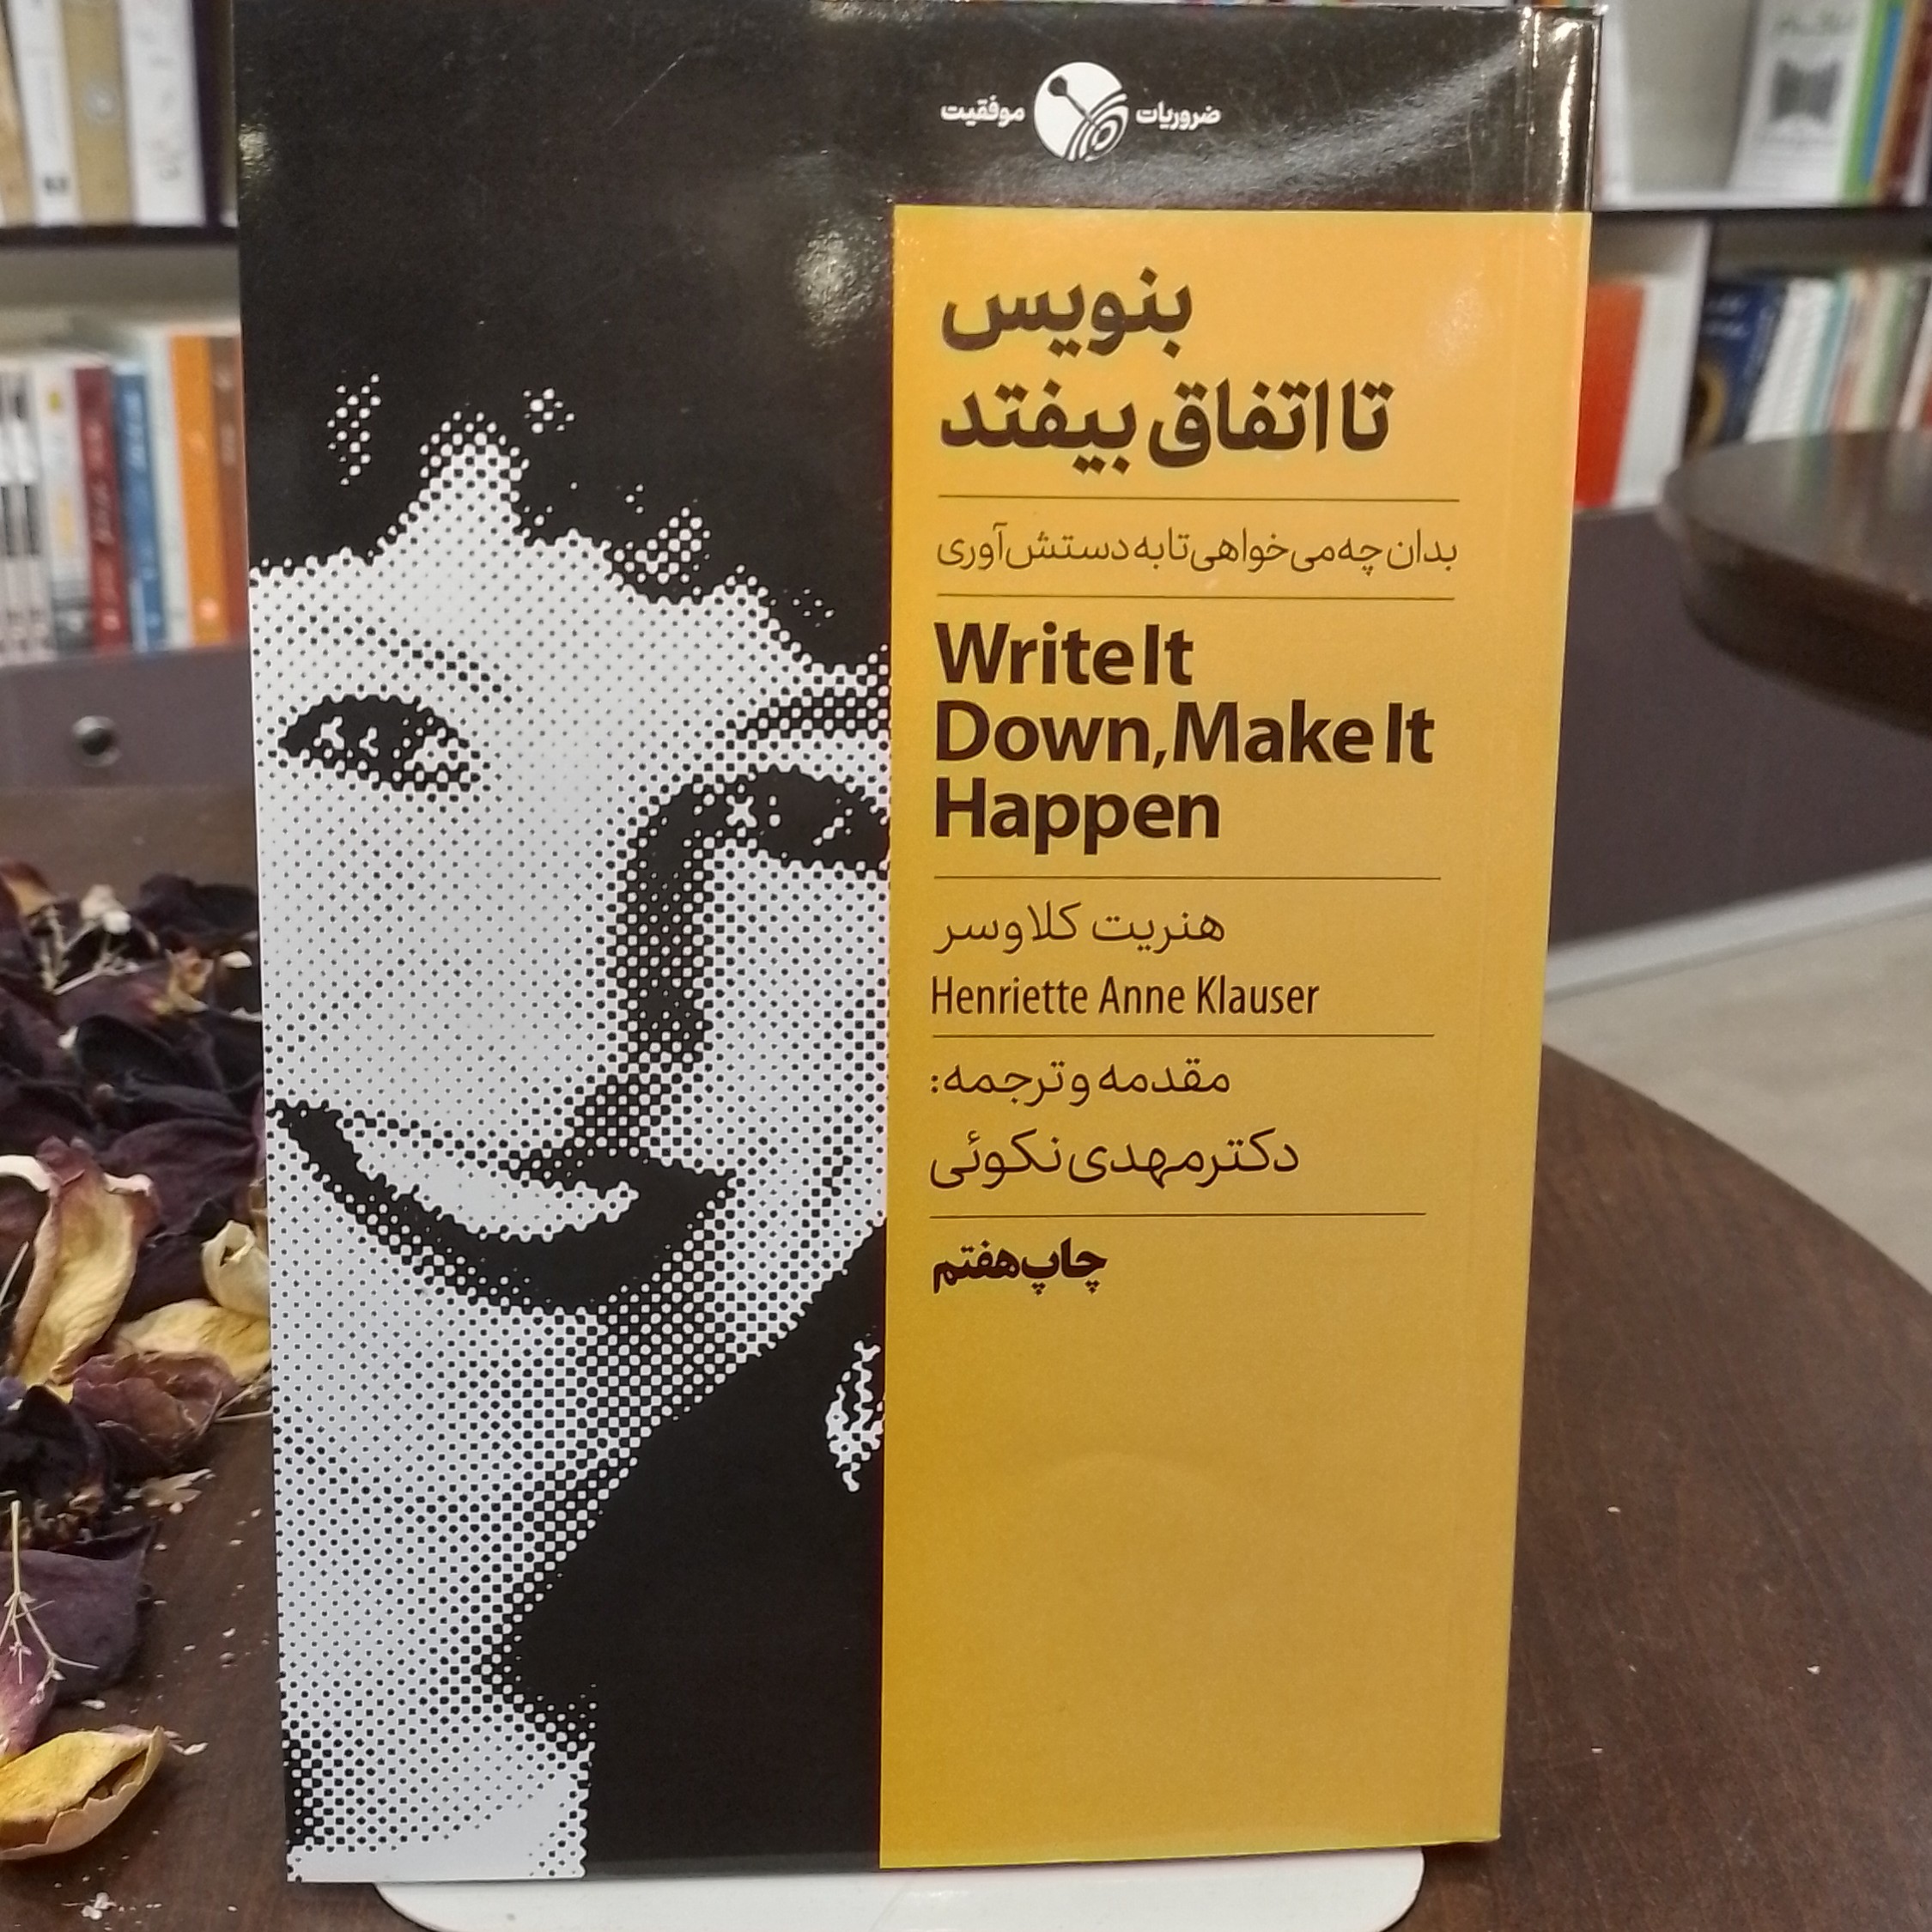 ضروریات موفقیت
بنویس
تا اتفاق بیفتد
بدان چه می‌خواهی تا به دستش آوری
Write It
Down, Make It
Happen
هنریت کلاوسر
Henriette Anne Klauser
مقدمه و ترجمه:
دکتر مهدی نکوئی
چاپ هفتم